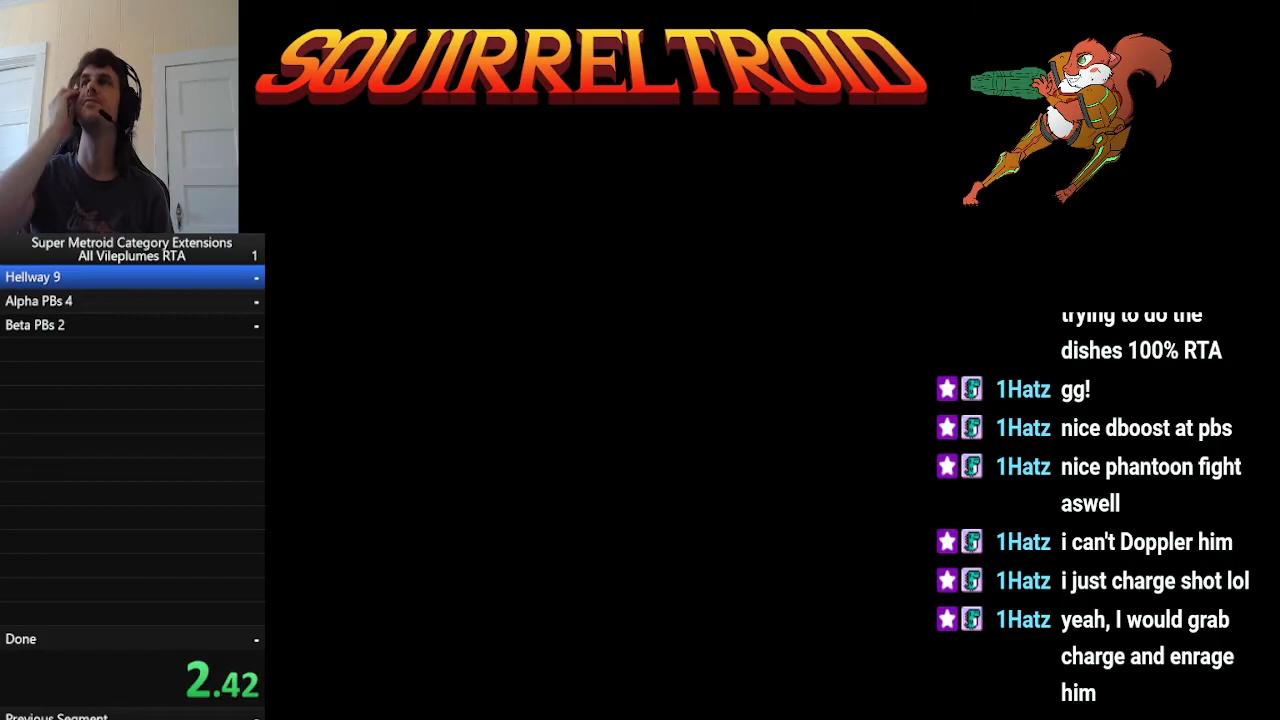 SQUIRRELTROID
Super Metroid Category Extensions
All Vileplumes RTA 1
Hellway 9 -
Alpha PBs 4 -
Beta PBs 2 -
Done -
2.42
Previous Segment -
trying to do the
dishes 100% RTA
1Hatz gg!
1Hatz nice dboost at pbs
1Hatz nice phantoon fight
aswell
1Hatz i can't Doppler him
1Hatz i just charge shot lol
1Hatz yeah, I would grab
charge and enrage
him